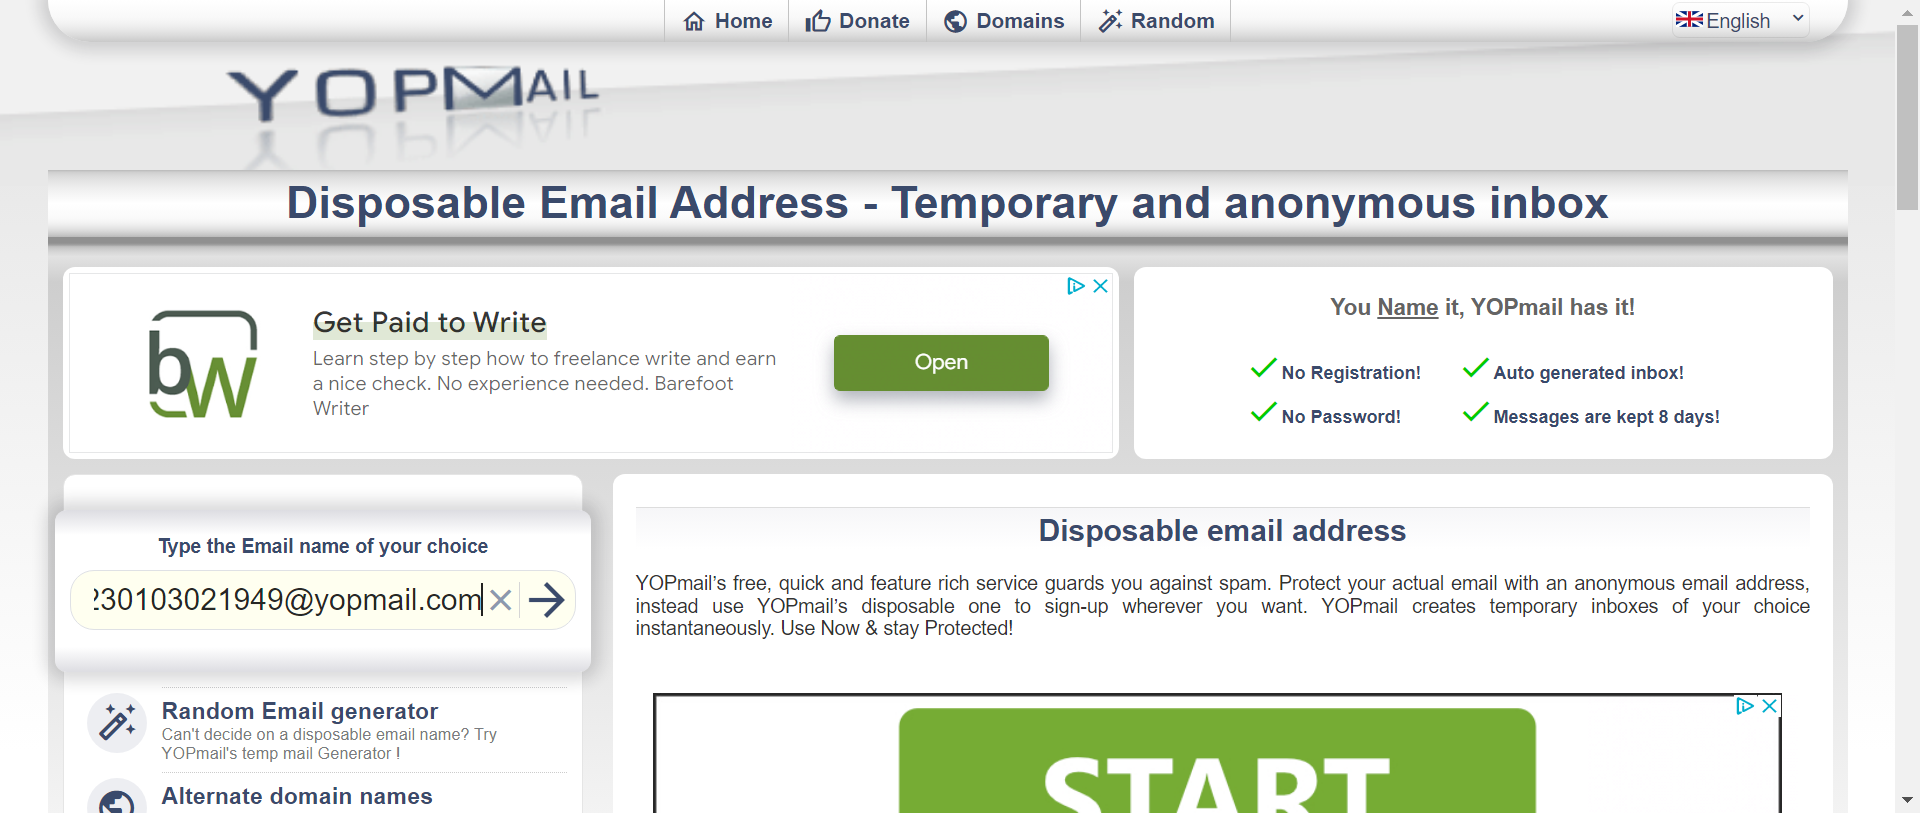 Home
Donate
Domains
Random
English
YOPMAIL
Disposable Email Address - Temporary and anonymous inbox
Get Paid to Write
Learn step by step how to freelance write and earn
a nice check. No experience needed. Barefoot
Writer
bw
Open
You Name it, YOPmail has it!
No Registration!
Auto generated inbox!
No Password!
Messages are kept 8 days!
Type the Email name of your choice
230103021949@yopmail.com
Random Email generator
Can't decide on a disposable email name? Try
YOPmail's temp mail Generator !
Alternate domain names
Disposable email address
YOPmail's free, quick and feature rich service guards you against spam. Protect your actual email with an anonymous email address,
instead use YOPmail's disposable one to sign-up wherever you want. YOPmail creates temporary inboxes of your choice
instantaneously. Use Now & stay Protected!
START